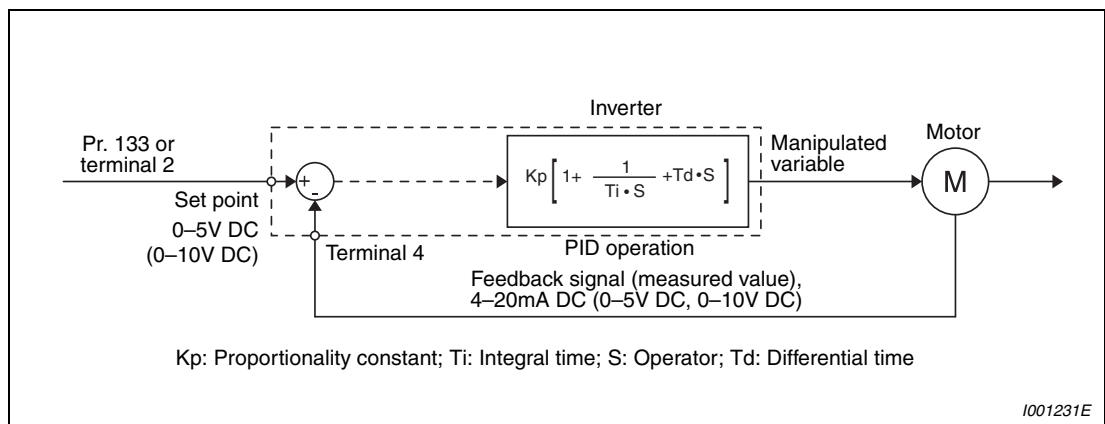 Inverter
Pr. 133 or
terminal 2
Set point
0–5V DC
(0–10V DC)
+
-
Terminal 4
Kp[1+ 1/Ti•S +Td•S]
PID operation
Manipulated
variable
Motor
M
Feedback signal (measured value),
4–20mA DC (0–5V DC, 0–10V DC)
Kp: Proportionality constant; Ti: Integral time; S: Operator; Td: Differential time
I001231E